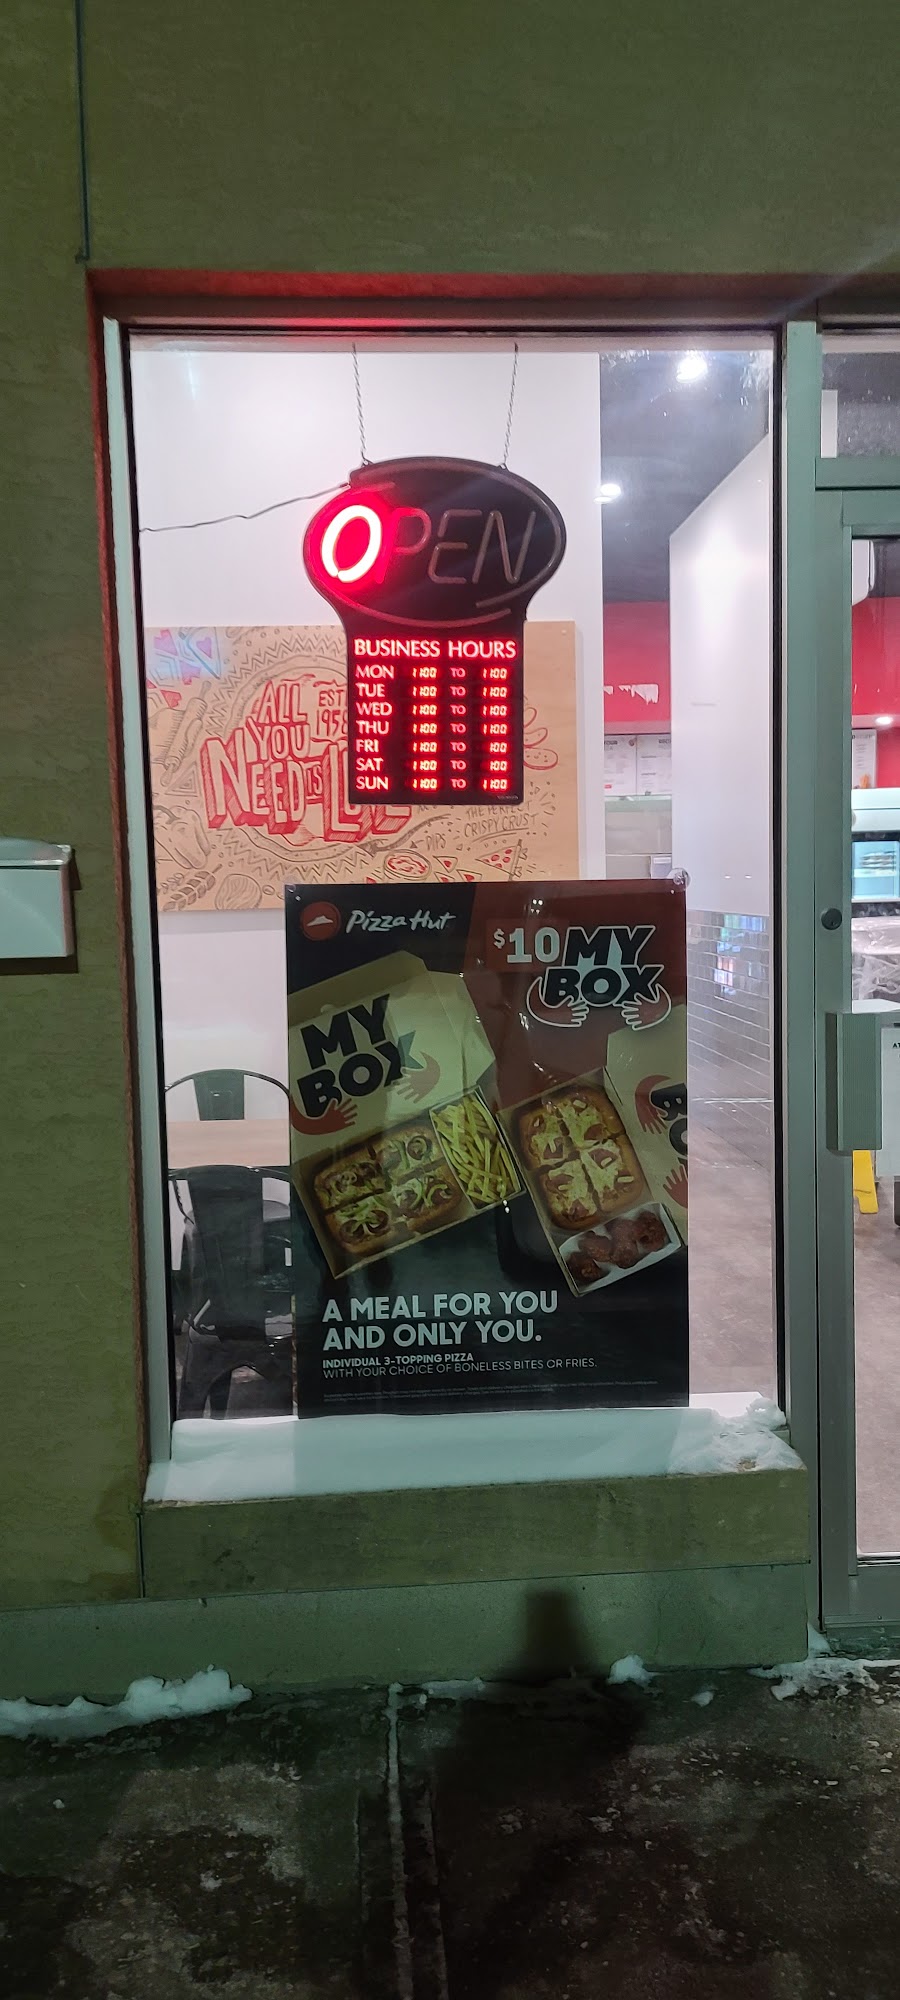 OPEN
BUSINESS HOURS
MON 11:00 TO 11:00
TUE 11:00 TO 11:00
WED 11:00 TO 11:00
THU 11:00 TO 11:00
FRI 11:00 TO 1:00
SAT 11:00 TO 1:00
SUN 11:00 TO 11:00
ALL
YOU
NEED IS
EST
THE PERFECT
CRISPY CRUST
DIPS
Pizza Hut
$10 MY
BOX
MY
BOX
A MEAL FOR YOU
AND ONLY YOU.
INDIVIDUAL 3-TOPPING PIZZA
WITH YOUR CHOICE OF BONELESS BITES OR FRIES.